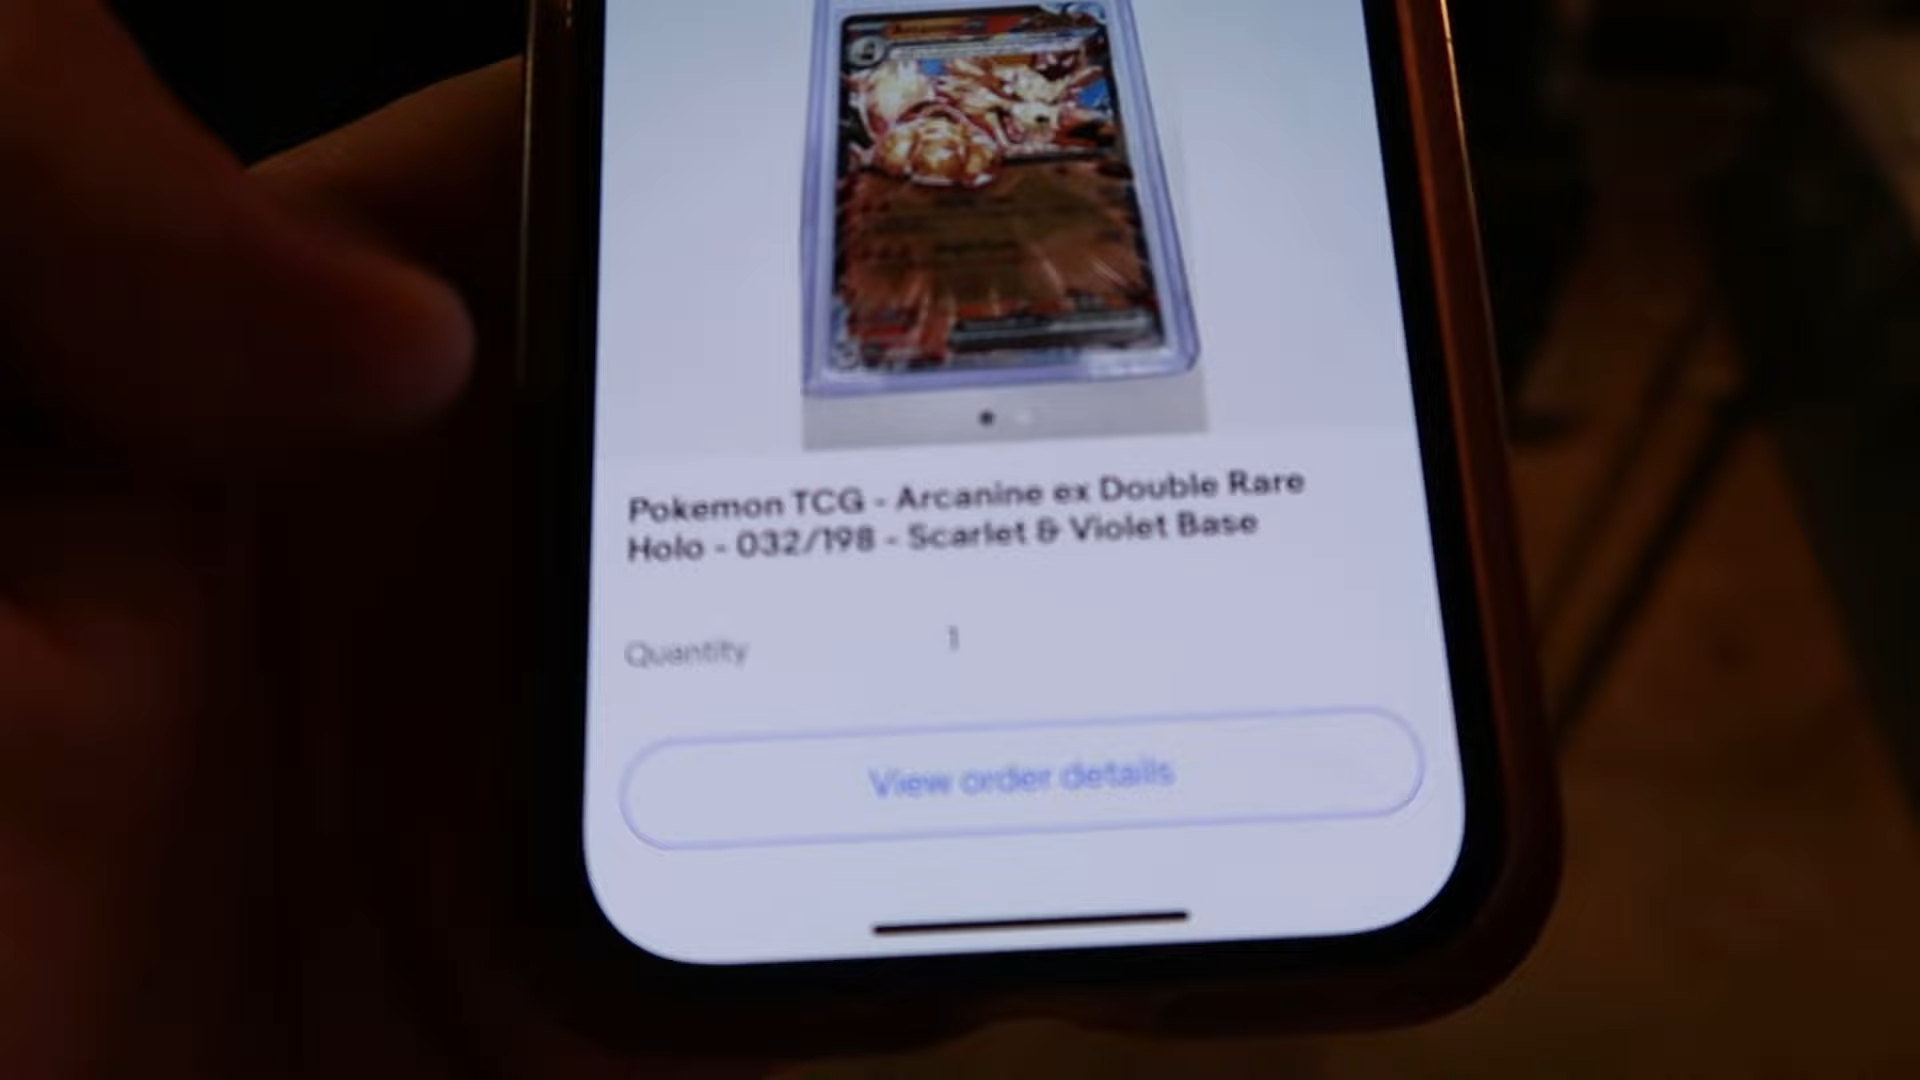 Pokemon TCG - Arcanine ex Double Rare
Holo - 032/198 - Scarlet & Violet Base
Quantity 1
View order details